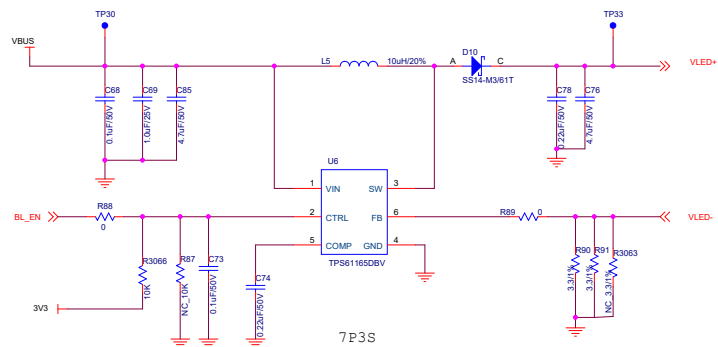 TP30
TP33
VBUS
L5
10uH/20%
D10
A
C
SS14-M3/61T
VLED+
C68
0.1uF/50V
C69
1.0uF/25V
C85
4.7uF/50V
C78
0.22uF/50V
C76
4.7uF/50V
U6
1
VIN
SW
3
BL_EN
R88
0
2
CTRL
FB
6
R89
0
VLED-
5
COMP
GND
4
TPS61165DBV
R3066
10K
R87
NC_10K
C73
0.1uF/50V
C74
0.22uF/50V
R90
3.3/1%
R91
3.3/1%
R3063
NC_3.3/1%
3V3
7P3S